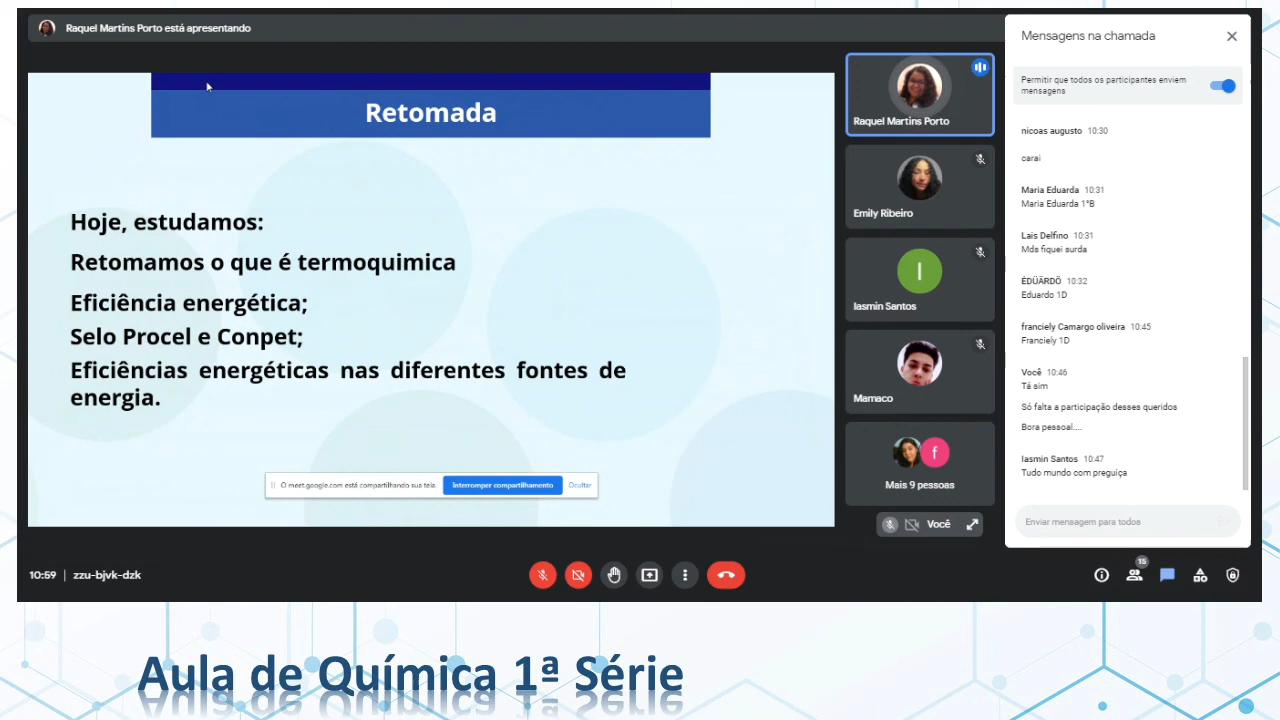 Raquel Martins Porto está apresentando
Retomada
Hoje, estudamos:
Retomamos o que é termoquimica
Eficiência energética;
Selo Procel e Conpet;
Eficiências energéticas nas diferentes fontes de
energia.
O meet.google.com está compartilhando sua tela.
Interromper compartilhamento
Ocultar
Raquel Martins Porto
Emily Ribeiro
I
Iasmin Santos
Mamaco
f
Mais 9 pessoas
Você
Mensagens na chamada
Permitir que todos os participantes enviem
mensagens
nicoas augusto 10:30
carai
Maria Eduarda 10:31
Maria Eduarda 1°B
Lais Delfino 10:31
Mds fiquei surda
ÉDÜÄRDÖ 10:32
Eduardo 1D
franciely Camargo oliveira 10:45
Franciely 1D
Você 10:46
Tá sim
Só falta a participação desses queridos
Bora pessoal....
Iasmin Santos 10:47
Tudo mundo com preguiça
Enviar mensagem para todos
10:59 | zzu-bjvk-dzk
15
Aula de Química 1ª Série